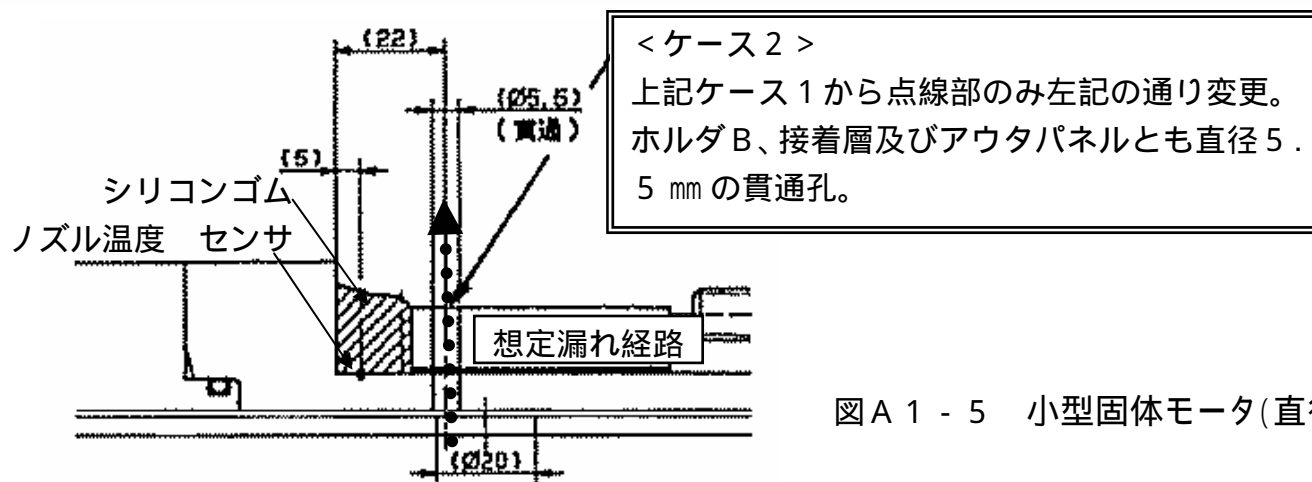 (22)
<ケース2>
上記ケース1から点線部のみ左記の通り変更。
ホルダB、接着層及びアウタパネルとも直径5.
5㎜の貫通孔。
(Ø5.5)
(貫通)
(5)
シリコンゴム
ノズル温度 センサ
想定漏れ経路
(Ø20)
図A1-5 小型固体モータ(直径